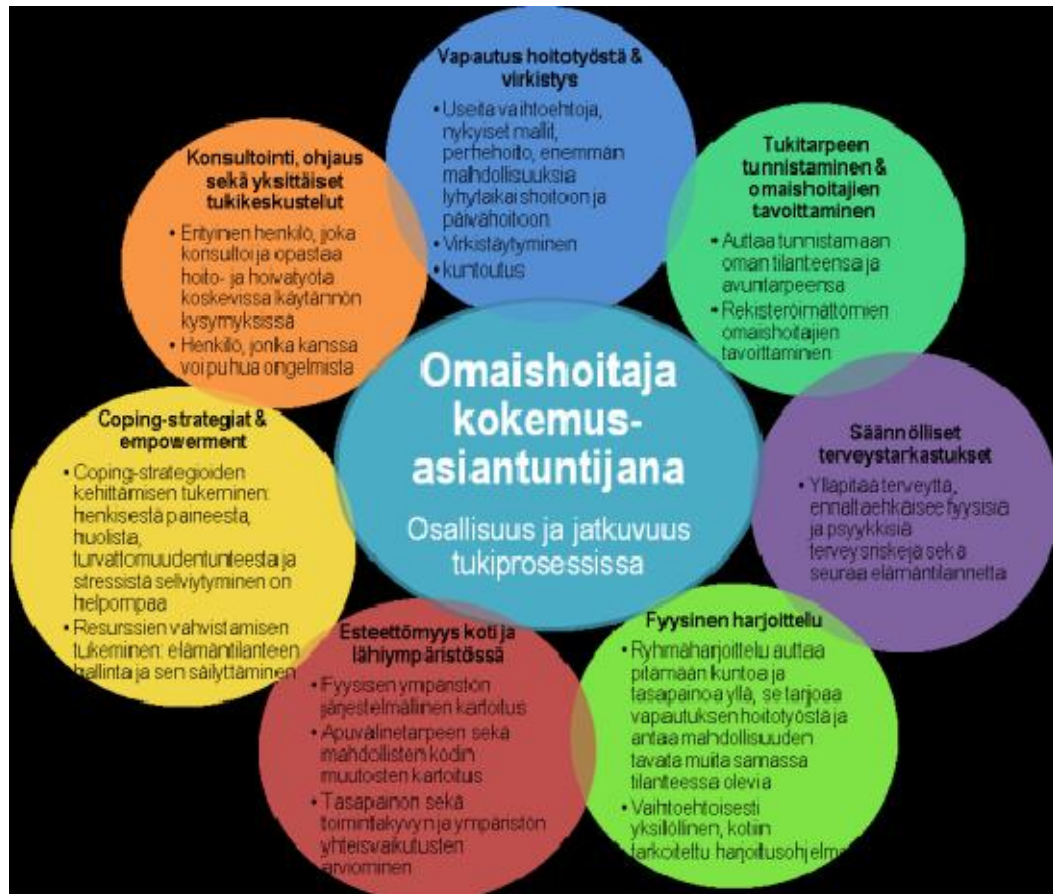 Vapautus hoitotyöstä &
virkistys
• Useita vaihtoehtoja,
nykyiset mallit,
perhehoito, enemmän
mahdollisuuksia
lyhytaikaishoitoon ja
päivähoitoon
• Virkistäytyminen
• kuntoutus
Tukitarpeen
tunnistaminen &
omaishoitajien
tavoittaminen
• Auttaa tunnistamaan
oman tilanteensa ja
avuntarpeensa
• Rekisteröimättömien
omaishoitajien
tavoittaminen
Säännölliset
terveystarkastukset
• Ylläpitää terveyttä,
ennaltaehkäisee fyysisiä
ja psyykkisiä
terveysriskejä sekä
seuraa elämäntilannetta
Fyysinen harjoittelu
• Ryhmäharjoittelu auttaa
pitämään kuntoa ja
tasapainoa yllä, se tarjoaa
vapautuksen hoitotyöstä ja
antaa mahdollisuuden
tavata muita samassa
tilanteessa olevia
• Vaihtoehtoisesti
yksilöllinen, kotiin
tarkoitettu harjoitusohjelma
Esteettömyys koti ja
lähiympäristössä
• Fyysisen ympäristön
järjestelmällinen kartoitus
• Apuvälinetarpeen sekä
mahdollisten kodin
muutosten kartoitus
• Tasapainon sekä
toimintakyvyn ja ympäristön
yhteisvaikutusten
arvioiminen
Coping-strategiat &
empowerment
• Coping-strategioiden
kehittämisen tukeminen:
henkisestä paineesta,
huolista,
turvattomuudentunteesta ja
stressistä selviytyminen on
helpompaa
• Resurssien vahvistamisen
tukeminen: elämäntilanteen
hallinta ja sen säilyttäminen
Konsultointi, ohjaus
sekä yksittäiset
tukikeskustelut
• Erityinen henkilö, joka
konsultoi ja opastaa
hoito- ja hoivatyötä
koskevissa käytännön
kysymyksissä
• Henkilö, jonka kanssa
voi puhua ongelmista
Omaishoitaja
kokemus-
asiantuntijana
Osallisuus ja jatkuvuus
tukiprosessissa